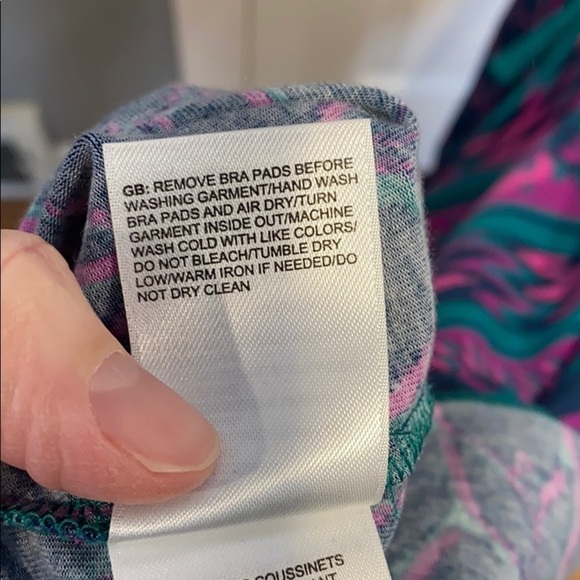 GB: REMOVE BRA PADS BEFORE
WASHING GARMENT/HAND WASH
BRA PADS AND AIR DRY/TURN
GARMENT INSIDE OUT/MACHINE
WASH COLD WITH LIKE COLORS/
DO NOT BLEACH/TUMBLE DRY
LOW/WARM IRON IF NEEDED/DO
NOT DRY CLEAN
COUSSINETS